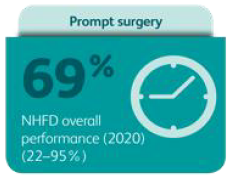 Prompt surgery
69%
NHFD overall
performance (2020)
(22–95%)